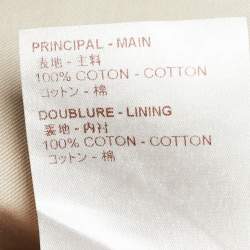 PRINCIPAL - MAIN
表地 - 主料
100% COTON - COTTON
コットン - 棉
DOUBLURE - LINING
裏地 - 内衬
100% COTON - COTTON
コットン - 棉